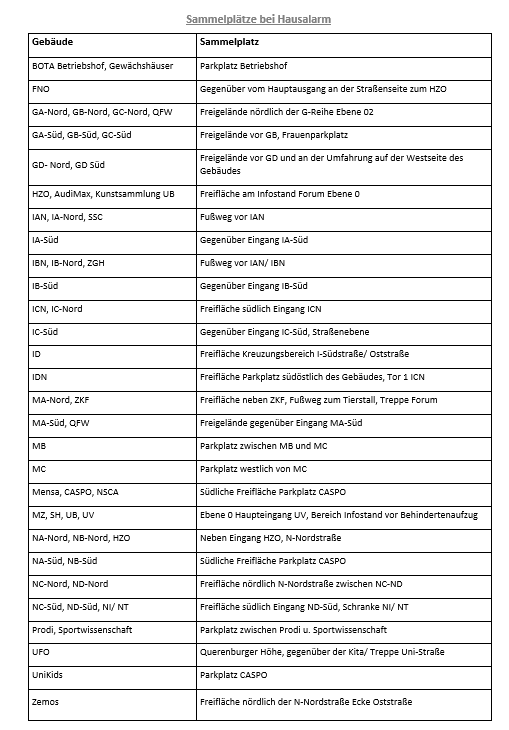 Sammelplätze bei Hausalarm
Gebäude Sammelplatz
BOTA Betriebshof, Gewächshäuser Parkplatz Betriebshof
FNO Gegenüber vom Hauptausgang an der Straßenseite zum HZO
GA-Nord, GB-Nord, GC-Nord, QFW Freigelände nördlich der G-Reihe Ebene 02
GA-Süd, GB-Süd, GC-Süd Freigelände vor GB, Frauenparkplatz
GD- Nord, GD Süd Freigelände vor GD und an der Umfahrung auf der Westseite des
Gebäudes
HZO, AudiMax, Kunstsammlung UB Freifläche am Infostand Forum Ebene 0
IAN, IA-Nord, SSC Fußweg vor IAN
IA-Süd Gegenüber Eingang IA-Süd
IBN, IB-Nord, ZGH Fußweg vor IAN/ IBN
IB-Süd Gegenüber Eingang IB-Süd
ICN, IC-Nord Freifläche südlich Eingang ICN
IC-Süd Gegenüber Eingang IC-Süd, Straßenebene
ID Freifläche Kreuzungsbereich I-Südstraße/ Oststraße
IDN Freifläche Parkplatz südöstlich des Gebäudes, Tor 1 ICN
MA-Nord, ZKF Freifläche neben ZKF, Fußweg zum Tierstall, Treppe Forum
MA-Süd, QFW Freigelände gegenüber Eingang MA-Süd
MB Parkplatz zwischen MB und MC
MC Parkplatz westlich von MC
Mensa, CASPO, NSCA Südliche Freifläche Parkplatz CASPO
MZ, SH, UB, UV Ebene 0 Haupteingang UV, Bereich Infostand vor Behindertenaufzug
NA-Nord, NB-Nord, HZO Neben Eingang HZO, N-Nordstraße
NA-Süd, NB-Süd Südliche Freifläche Parkplatz CASPO
NC-Nord, ND-Nord Freifläche nördlich N-Nordstraße zwischen NC-ND
NC-Süd, ND-Süd, NI/ NT Freifläche südlich Eingang ND-Süd, Schranke NI/ NT
Prodi, Sportwissenschaft Parkplatz zwischen Prodi u. Sportwissenschaft
UFO Querenburger Höhe, gegenüber der Kita/ Treppe Uni-Straße
UniKids Parkplatz CASPO
Zemos Freifläche nördlich der N-Nordstraße Ecke Oststraße